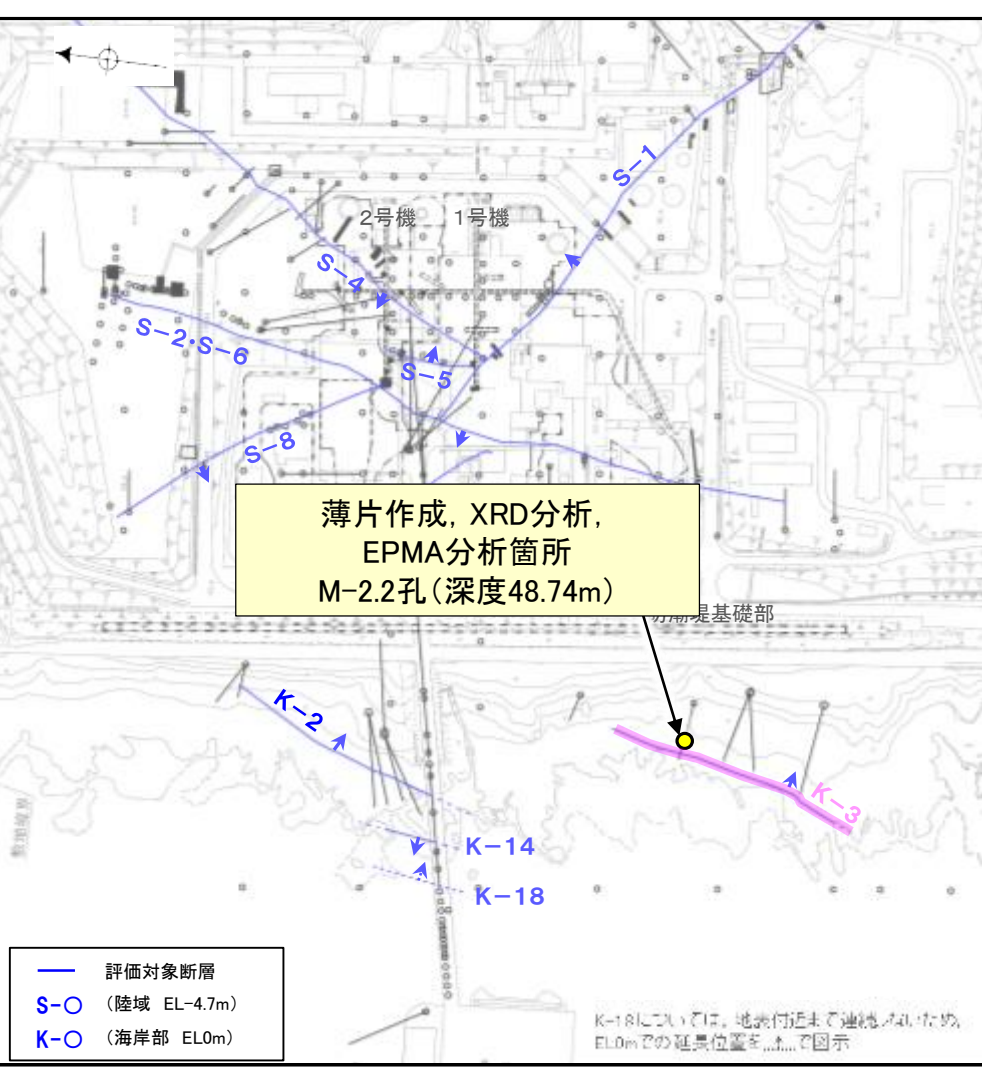 S-1
2号機
1号機
S-4
S-2・S-6
S-5
S-8
薄片作成, XRD分析,
EPMA分析箇所
M-2.2孔(深度48.74m)
防潮堤基礎部
K-2
K-3
K-14
K-18
評価対象断層
S-○ (陸域 EL-4.7m)
K-○ (海岸部 EL0m)
K-18については、地表付近まで連続しないため、
EL0mでの延長位置を で図示